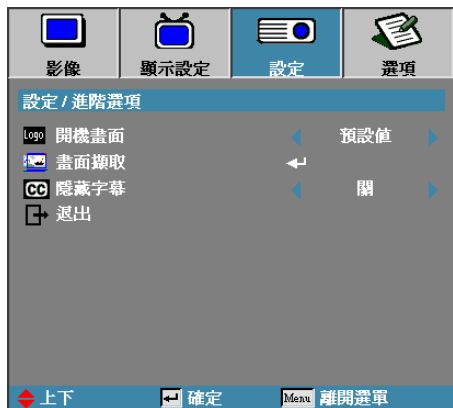 影像 顯示設定 設定 選項
設定 / 進階選項
Logo 開機畫面 預設值
畫面擷取
CC 隱藏字幕 關
退出
上下 確定 Menu 離開選單